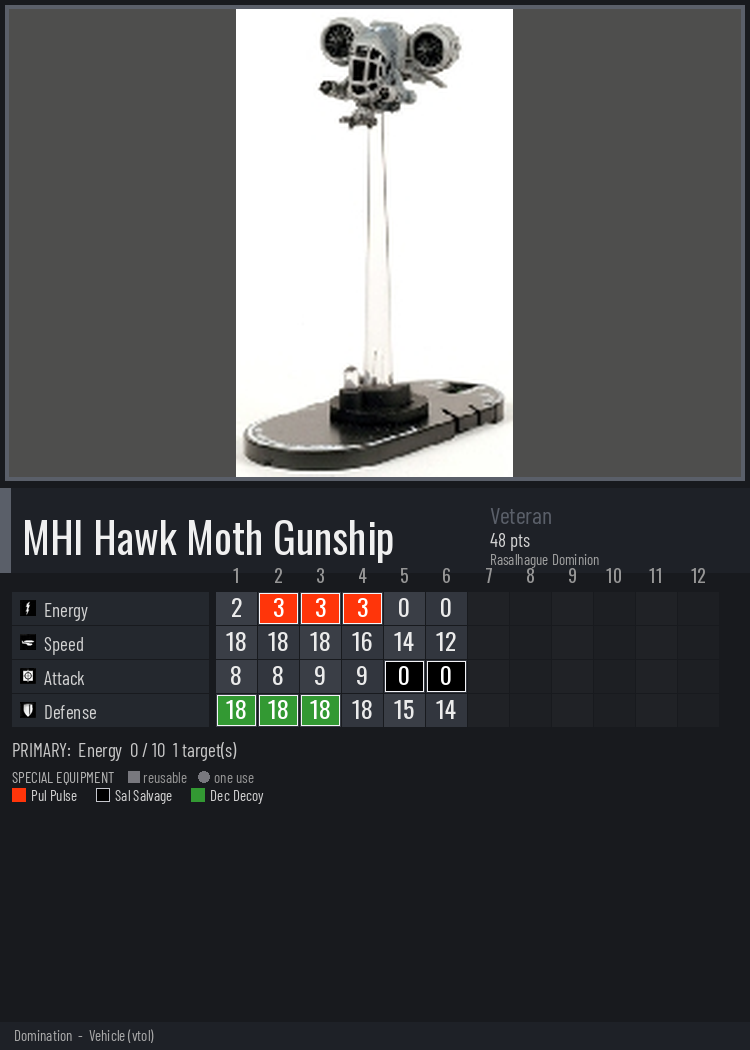 MHI Hawk Moth Gunship
Veteran
48 pts
Rasalhague Dominion
1 2 3 4 5 6 7 8 9 10 11 12
Energy 2 3 3 3 0 0
Speed 18 18 18 16 14 12
Attack 8 8 9 9 0 0
Defense 18 18 18 18 15 14
PRIMARY: Energy 0 / 10 1 target(s)
SPECIAL EQUIPMENT reusable one use
Pul Pulse Sal Salvage Dec Decoy
Domination - Vehicle (vtol)